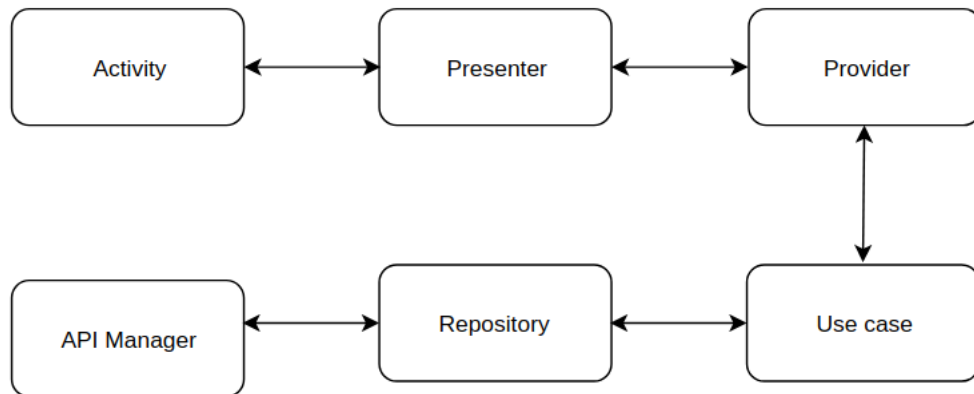 Activity
Presenter
Provider
API Manager
Repository
Use case